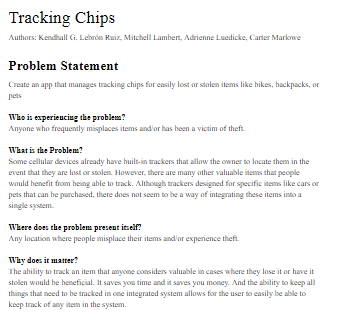 Tracking Chips
Authors: Kendhall G. Lebrón Ruiz, Mitchell Lambert, Adrienne Luedicke, Carter Marlowe
Problem Statement
Create an app that manages tracking chips for easily lost or stolen items like bikes, backpacks, or
pets
Who is experiencing the problem?
Anyone who frequently misplaces items and/or has been a victim of theft.
What is the Problem?
Some cellular devices already have built-in trackers that allow the owner to locate them in the
event that they are lost or stolen. However, there are many other valuable items that people
would benefit from being able to track. Although trackers designed for specific items like cars or
pets that can be purchased, there does not seem to be a way of integrating these items into a
single system.
Where does the problem present itself?
Any location where people misplace their items and/or experience theft.
Why does it matter?
The ability to track an item that anyone considers valuable in cases where they lose it or have it
stolen would be beneficial. It saves you time and it saves you money. And the ability to keep all
things that need to be tracked in one integrated system allows for the user to easily be able to
keep track of any item in the system.